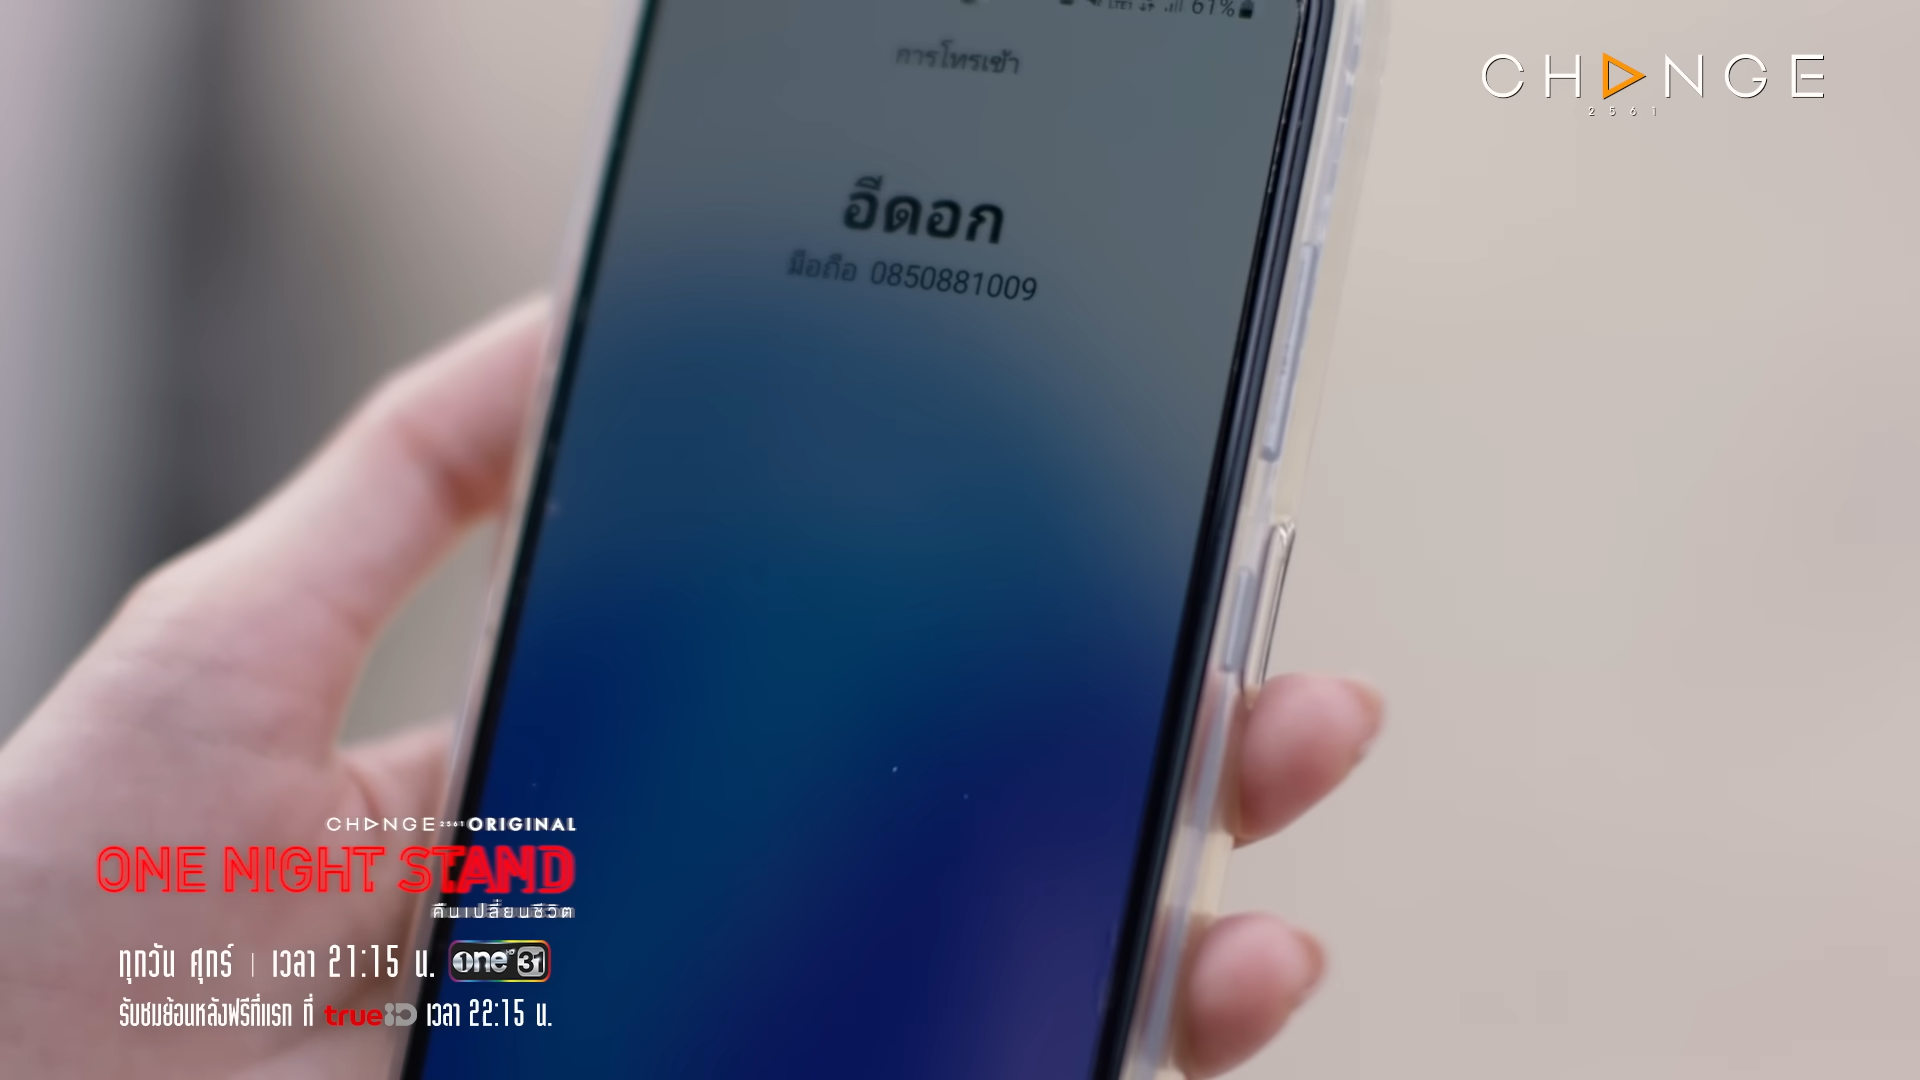 61%
การโทรเข้า
CHANGE
2561
อีดอก
มือถือ 0850881009
CHANGE 2561 ORIGINAL
ONE NIGHT STAND
คืนเปลี่ยนชีวิต
ทุกวัน ศุกร์ | เวลา 21:15 น. one HD 31
รับชมย้อนหลังฟรีที่แรก ที่ trueID เวลา 22:15 น.